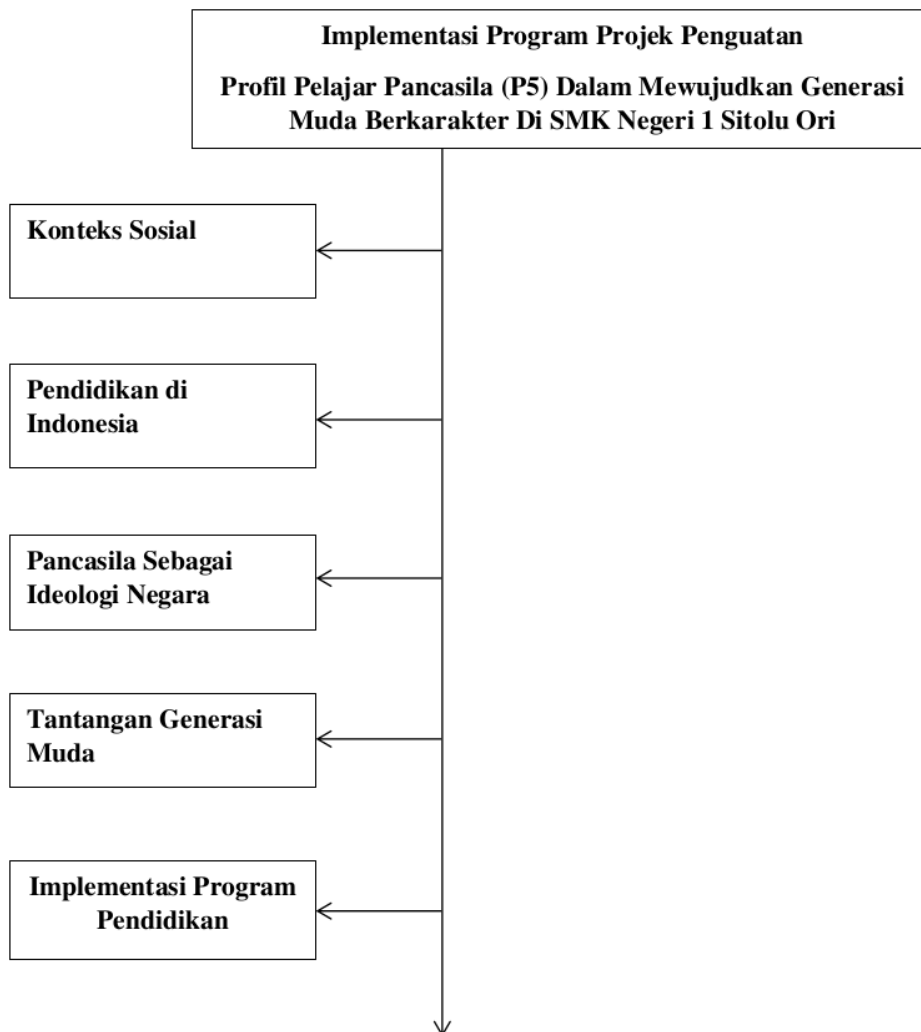 Implementasi Program Projek Penguatan
Profil Pelajar Pancasila (P5) Dalam Mewujudkan Generasi
Muda Berkarakter Di SMK Negeri 1 Sitolu Ori
Konteks Sosial
Pendidikan di
Indonesia
Pancasila Sebagai
Ideologi Negara
Tantangan Generasi
Muda
Implementasi Program
Pendidikan